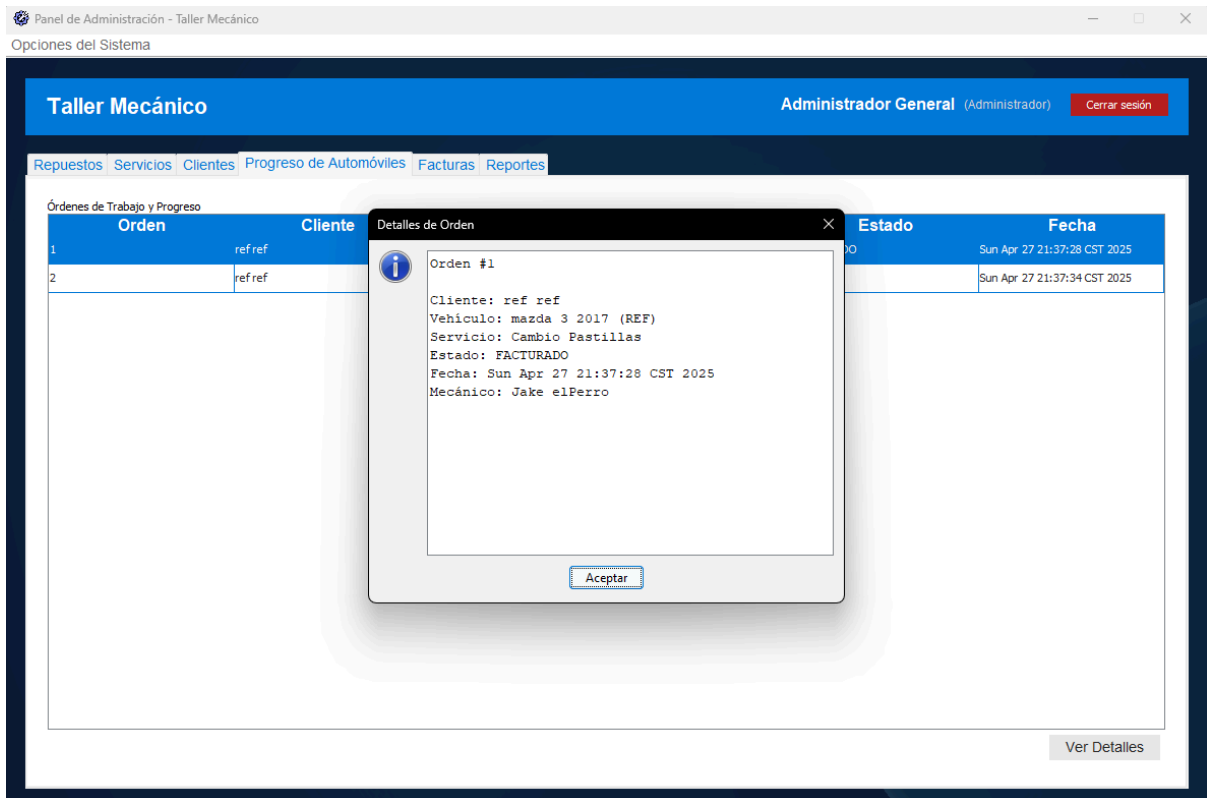 Panel de Administración - Taller Mecánico
Opciones del Sistema
Taller Mecánico
Administrador General (Administrador) Cerrar sesión
Repuestos Servicios Clientes Progreso de Automóviles Facturas Reportes
Órdenes de Trabajo y Progreso
Orden Cliente Estado Fecha
1 ref ref DO Sun Apr 27 21:37:28 CST 2025
2 ref ref Sun Apr 27 21:37:34 CST 2025
Detalles de Orden
Orden #1
Cliente: ref ref
Vehículo: mazda 3 2017 (REF)
Servicio: Cambio Pastillas
Estado: FACTURADO
Fecha: Sun Apr 27 21:37:28 CST 2025
Mecánico: Jake elPerro
Aceptar
Ver Detalles